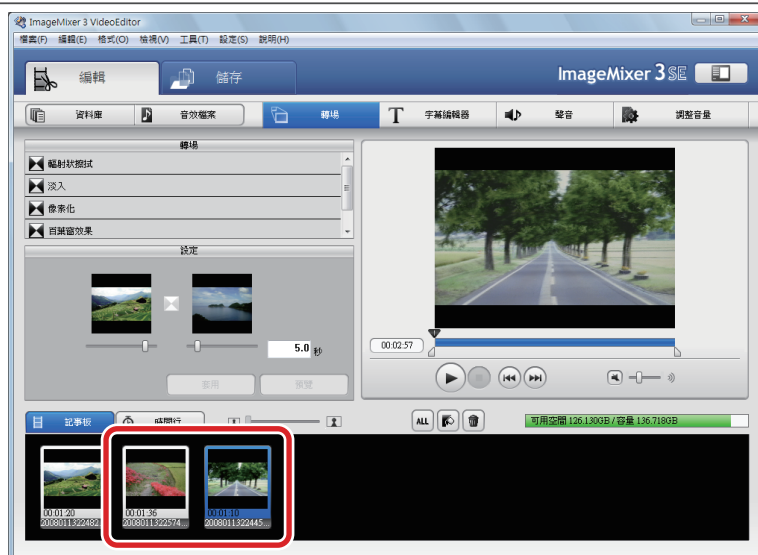 ImageMixer 3 VideoEditor
檔案(F) 編輯(E) 格式(O) 檢視(V) 工具(T) 設定(S) 說明(H)
編輯 儲存 ImageMixer 3 SE
資料庫 音效檔案 轉場 T 字幕編輯器 聲音 調整音量
轉場
輻射狀擦拭
淡入
像素化
百葉窗效果
設定
5.0 秒
套用 預覽
00:02:57
記事板 時間行
ALL
可用空間 126.130GB / 容量 136.718GB
00:01:20 00:01:36 00:01:10
2008011322482 2008011322574... 2008011322445...